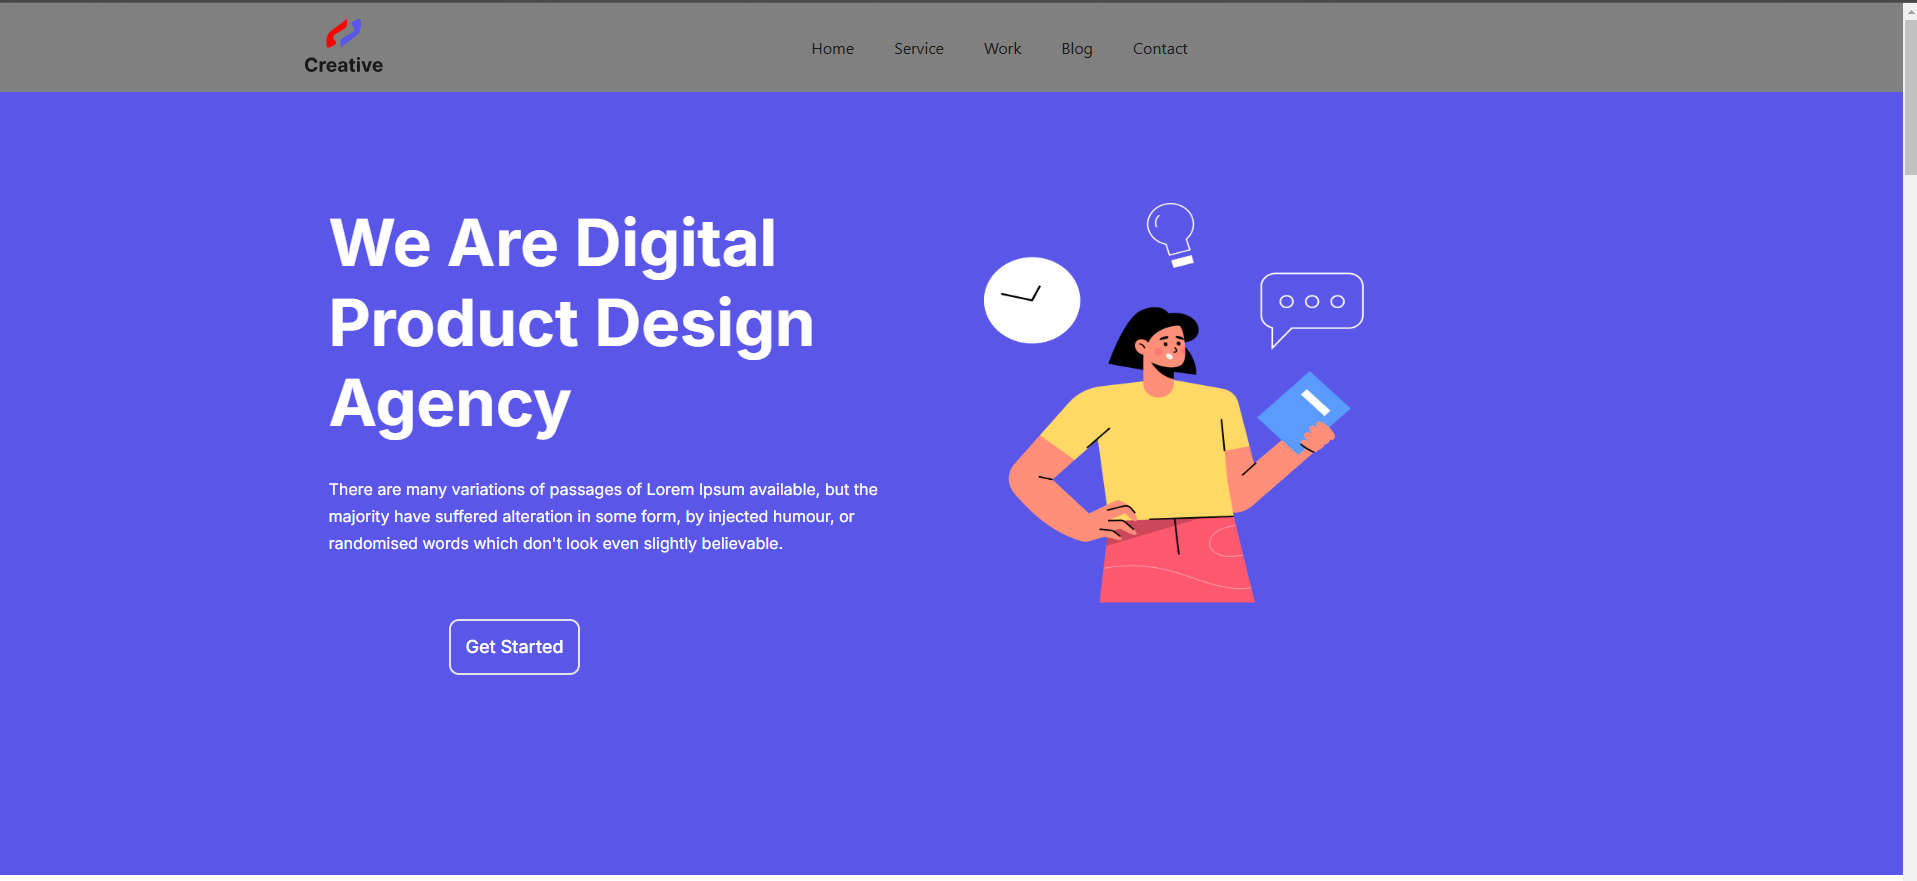 Creative
Home Service Work Blog Contact
We Are Digital
Product Design
Agency
There are many variations of passages of Lorem Ipsum available, but the
majority have suffered alteration in some form, by injected humour, or
randomised words which don't look even slightly believable.
Get Started